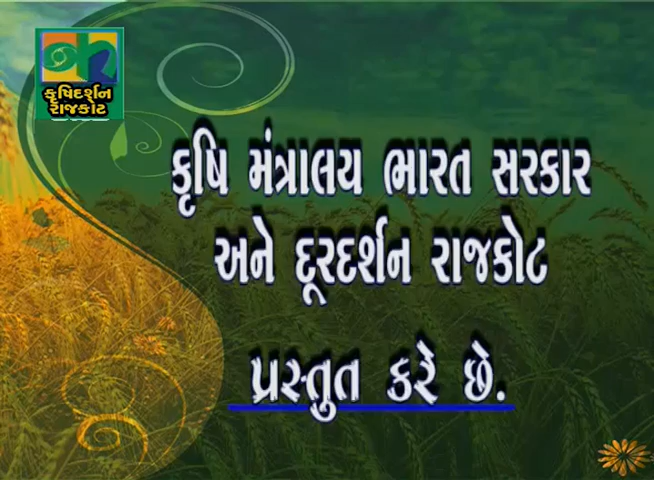 કૃષિદર્શન
રાજકોટ
કૃષિ મંત્રાલય ભારત સરકાર
અને દૂરદર્શન રાજકોટ
પ્રસ્તુત કરે છે.